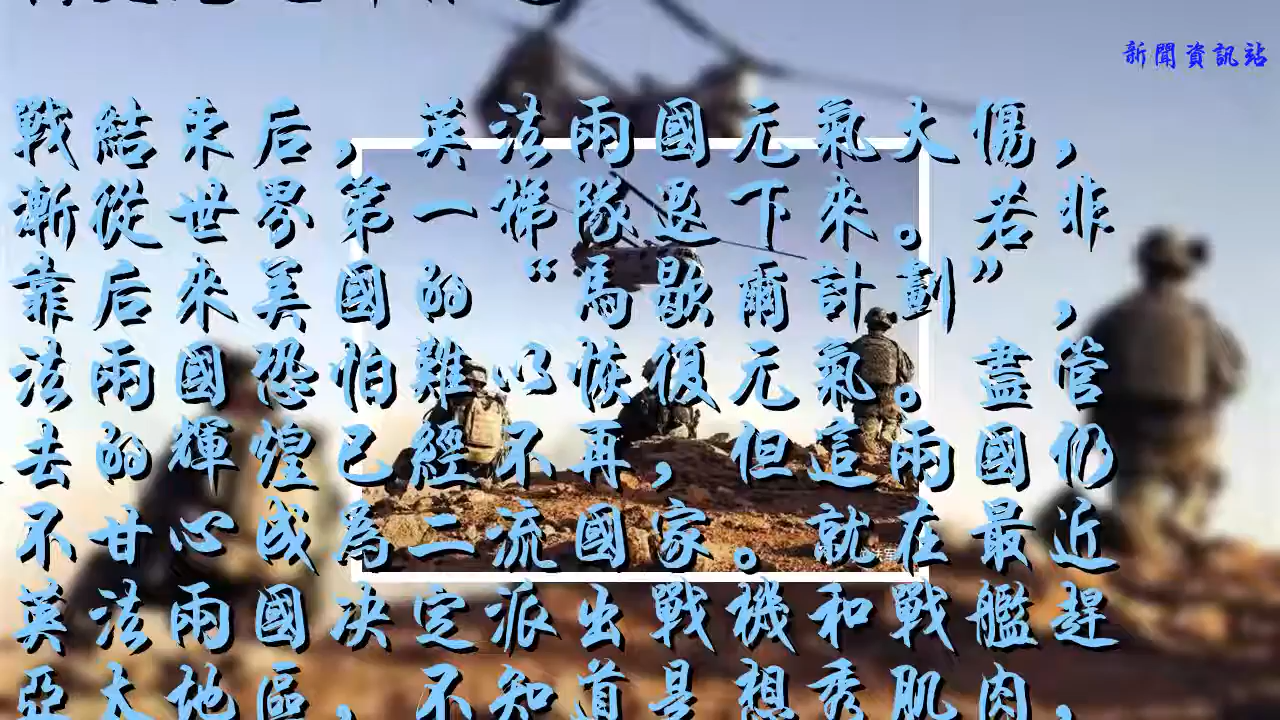 新聞資訊站
戰結束后，英法兩國元氣大傷，
漸從世界第一梯隊退下來。若非
靠后來美國的“馬歇爾計劃”，
法兩國恐怕難以恢復元氣。盡管
去的輝煌已經不再，但這兩國仍
不甘心成爲二流國家。就在最近
英法兩國决定派出戰機和戰艦趕
亞太地區，不知道是想秀肌肉，